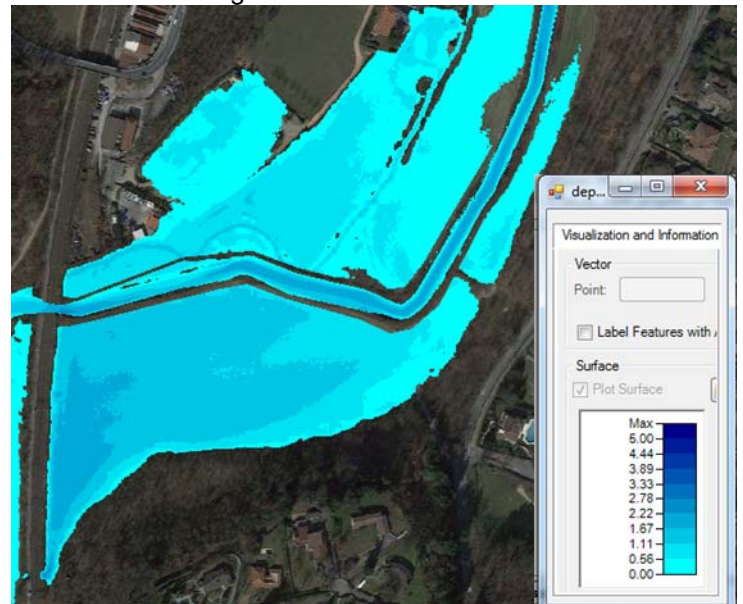 dep...
Visualization and Information
Vector
Point:
Label Features with
Surface
Plot Surface
Max
5.00
4.44
3.89
3.33
2.78
2.22
1.67
1.11
0.56
0.00